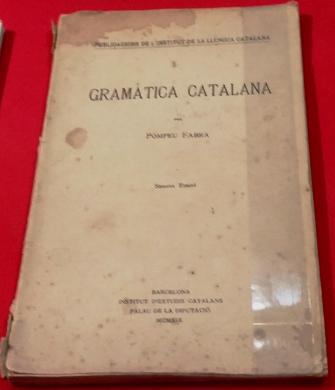 PUBLICACIONS DE L'INSTITUT DE LA LLENGUA CATALANA
GRAMÀTICA CATALANA
PER
POMPEU FABRA
SEGONA EDICIÓ
BARCELONA
INSTITUT D'ESTUDIS CATALANS
PALAU DE LA DIPUTACIÓ
MCMXIX